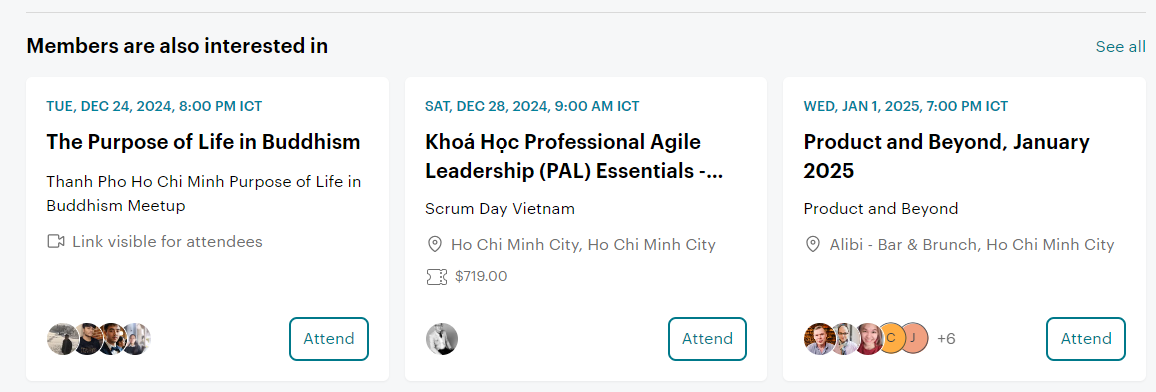 Members are also interested in
See all
TUE, DEC 24, 2024, 8:00 PM ICT
The Purpose of Life in Buddhism
Thanh Pho Ho Chi Minh Purpose of Life in
Buddhism Meetup
Link visible for attendees
Attend
SAT, DEC 28, 2024, 9:00 AM ICT
Khoá Học Professional Agile
Leadership (PAL) Essentials -...
Scrum Day Vietnam
Ho Chi Minh City, Ho Chi Minh City
$719.00
Attend
WED, JAN 1, 2025, 7:00 PM ICT
Product and Beyond, January
2025
Product and Beyond
Alibi - Bar & Brunch, Ho Chi Minh City
C J +6
Attend